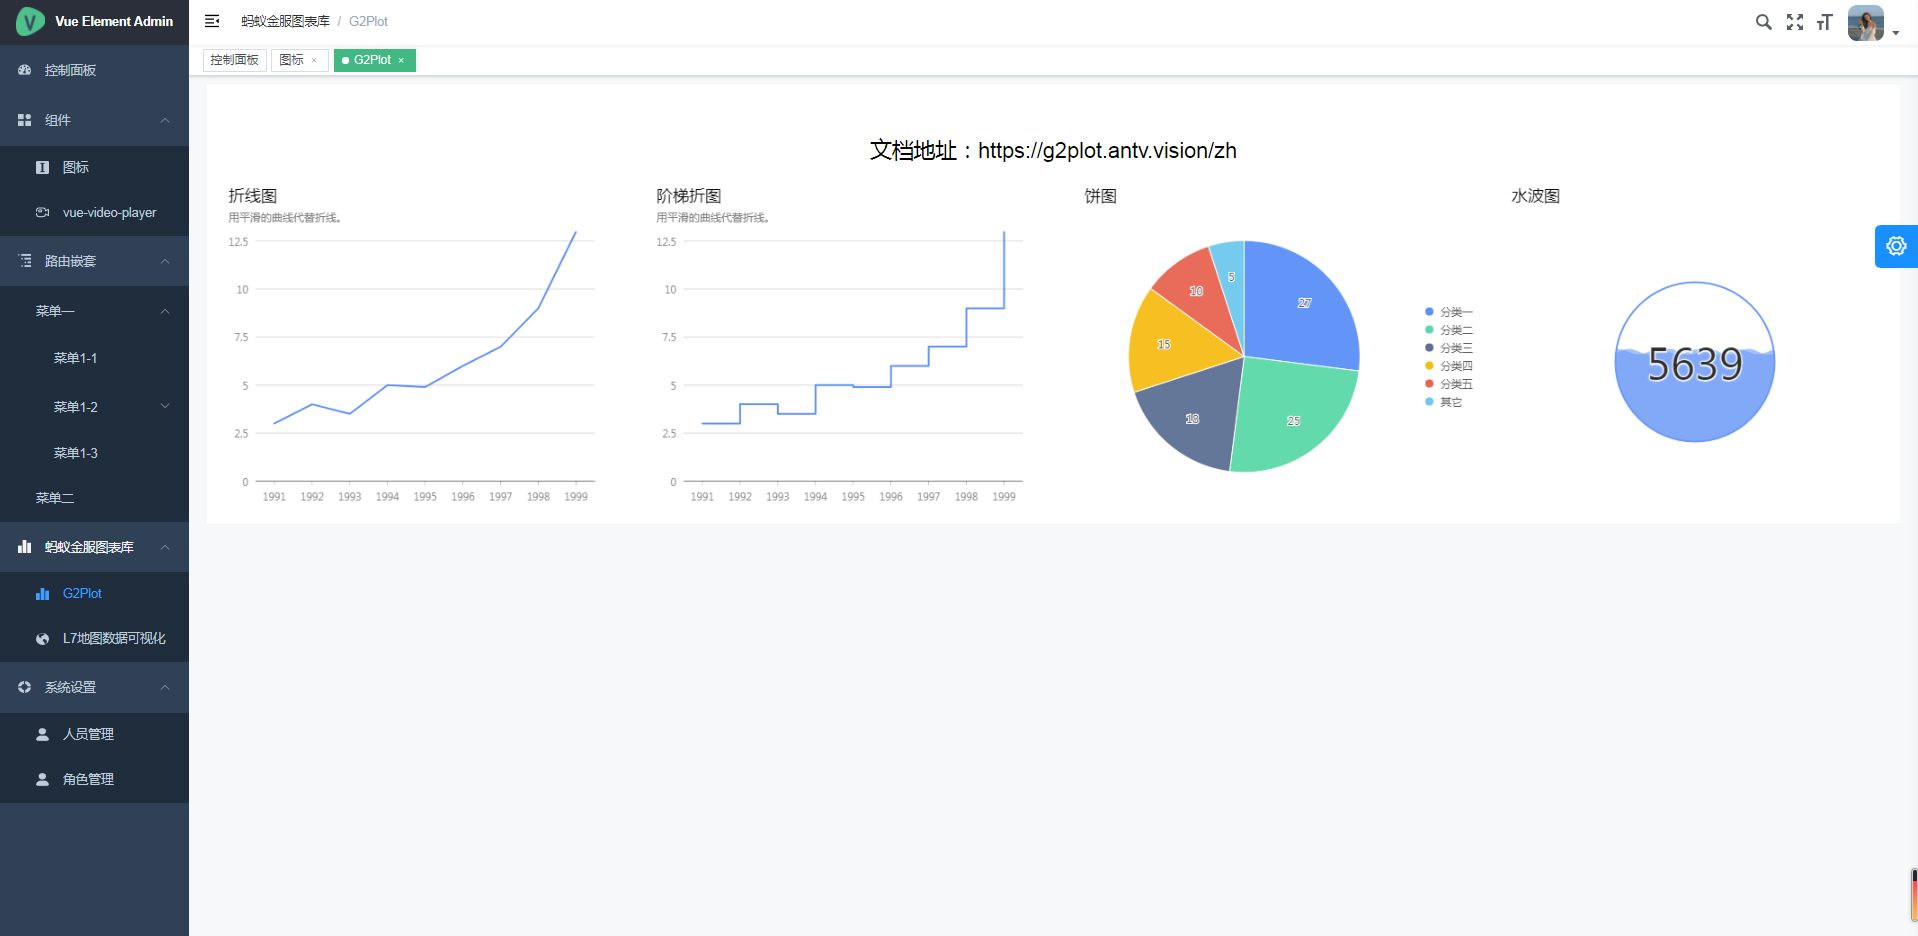 Vue Element Admin
控制面板
组件
图标
vue-video-player
路由嵌套
菜单一
菜单1-1
菜单1-2
菜单1-3
菜单二
蚂蚁金服图表库
G2Plot
L7地图数据可视化
系统设置
人员管理
角色管理
蚂蚁金服图表库 / G2Plot
控制面板 图标 × G2Plot ×
文档地址：https://g2plot.antv.vision/zh
折线图
用平滑的曲线代替折线。
12.5
10
7.5
5
2.5
0
1991 1992 1993 1994 1995 1996 1997 1998 1999
阶梯折图
用平滑的曲线代替折线。
12.5
10
7.5
5
2.5
0
1991 1992 1993 1994 1995 1996 1997 1998 1999
饼图
5
10
27
15
18
25
分类一
分类二
分类三
分类四
分类五
其它
水波图
5639